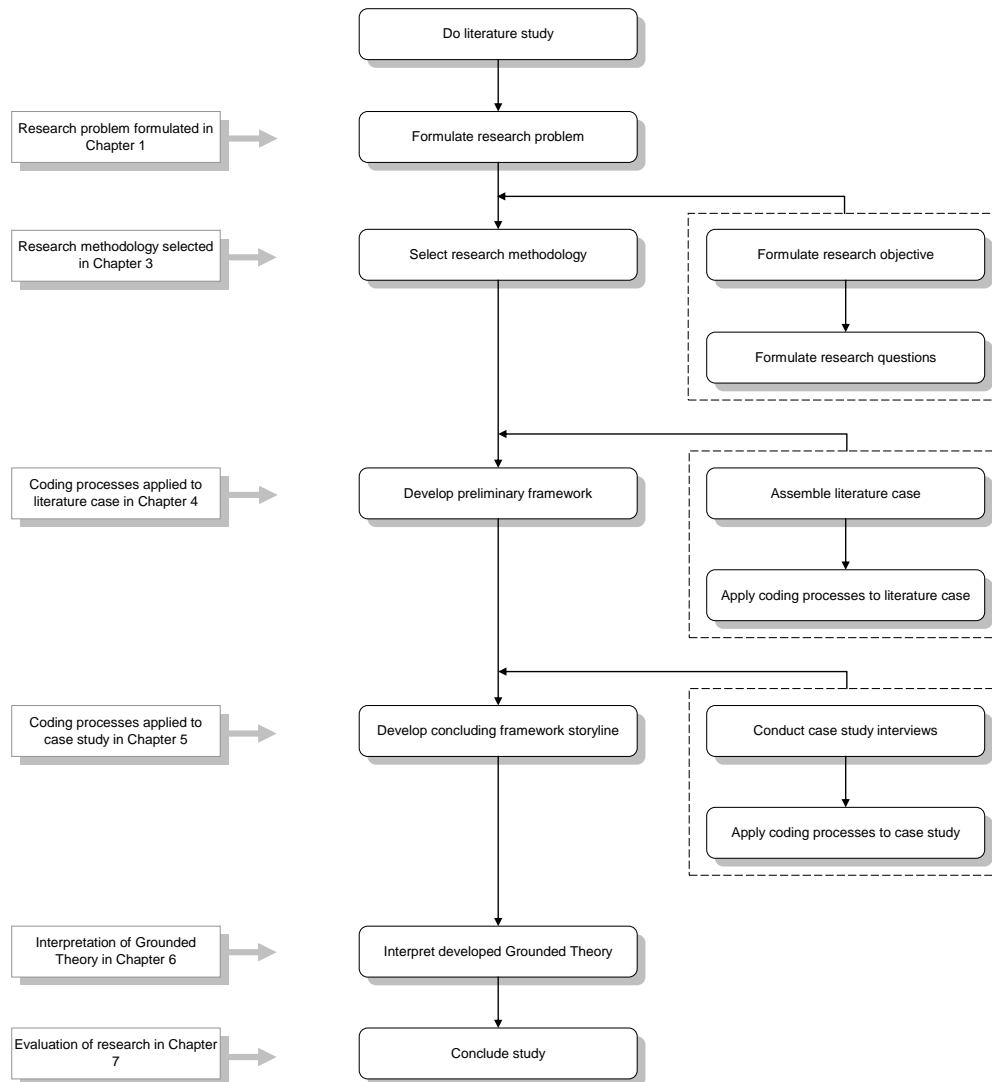 Do literature study
Research problem formulated in
Chapter 1
Formulate research problem
Research methodology selected
in Chapter 3
Select research methodology
Formulate research objective
Formulate research questions
Coding processes applied to
literature case in Chapter 4
Develop preliminary framework
Assemble literature case
Apply coding processes to literature case
Coding processes applied to
case study in Chapter 5
Develop concluding framework storyline
Conduct case study interviews
Apply coding processes to case study
Interpretation of Grounded
Theory in Chapter 6
Interpret developed Grounded Theory
Evaluation of research in Chapter
7
Conclude study